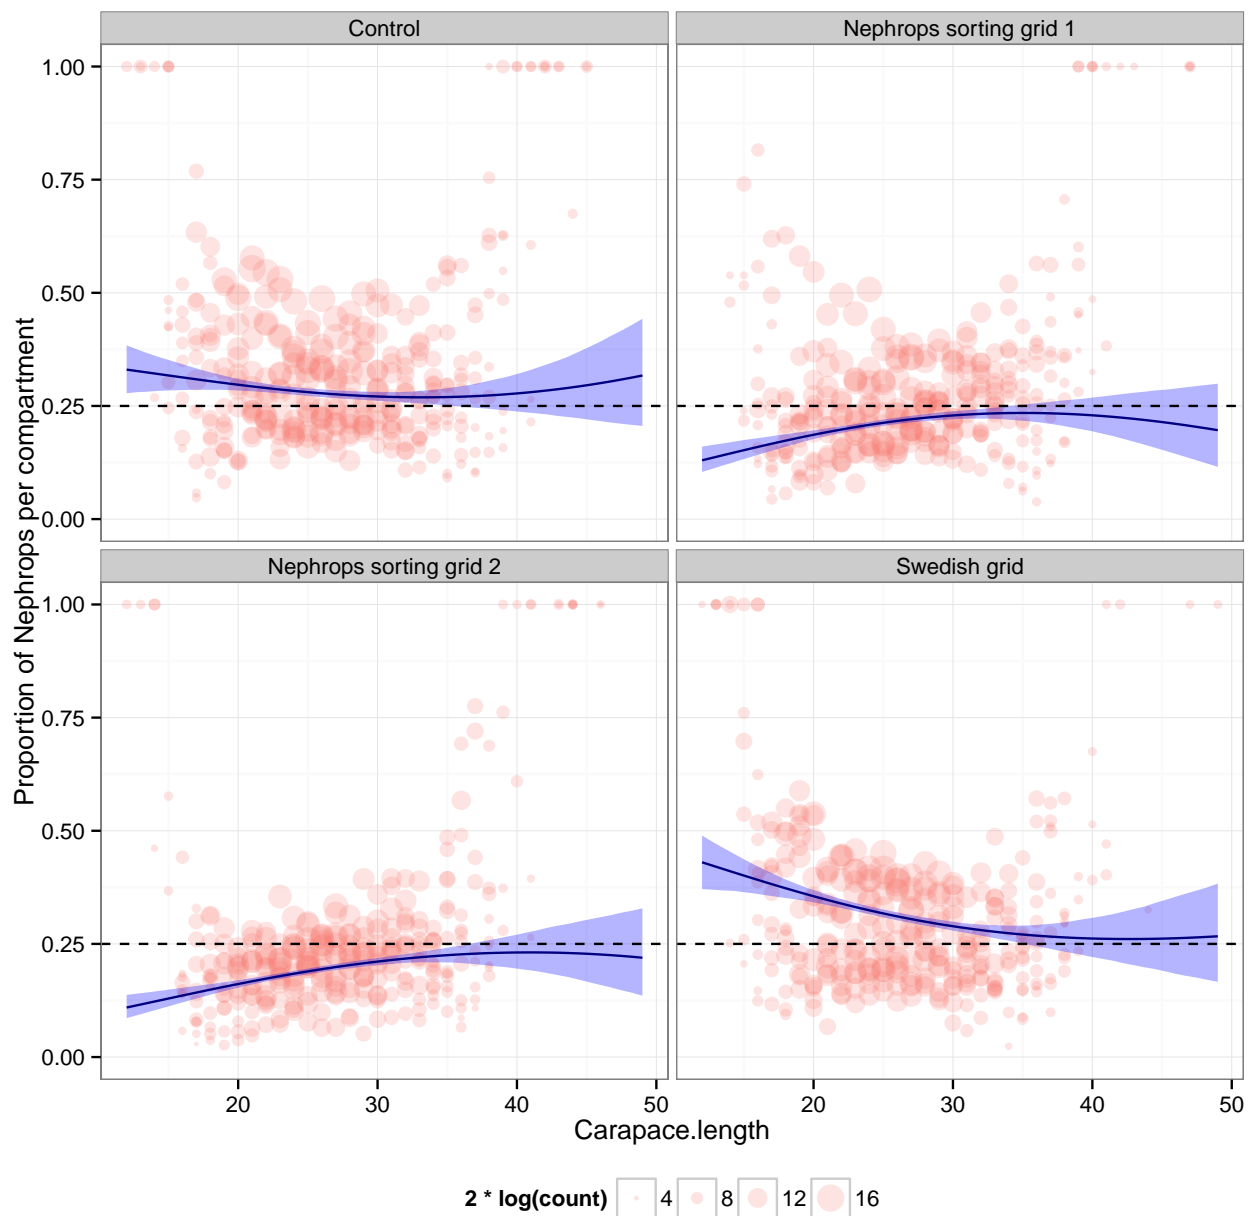 Control
Nephrops sorting grid 1
1.00
0.75
0.50
0.25
0.00
Nephrops sorting grid 2
Swedish grid
1.00
0.75
0.50
0.25
0.00
Proportion of Nephrops per compartment
20 30 40 50
20 30 40 50
Carapace.length
2 * log(count) 4 8 12 16